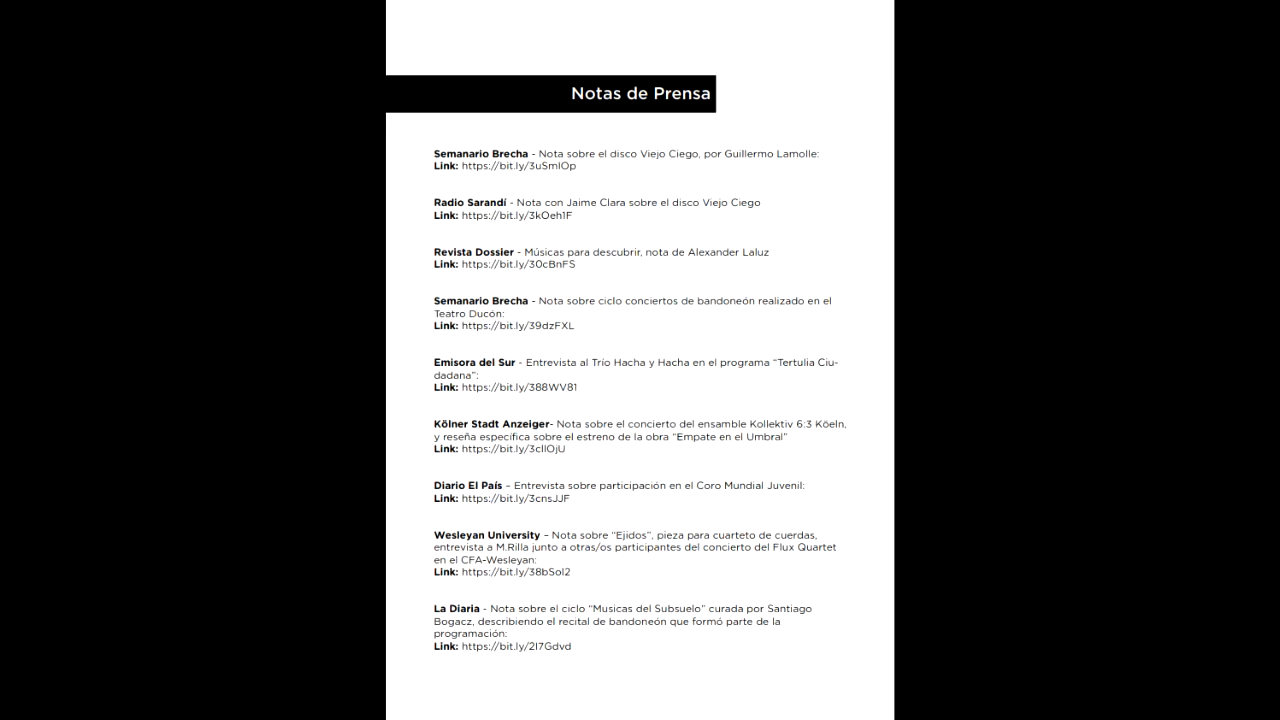 Notas de Prensa
Semanario Brecha - Nota sobre el disco Viejo Ciego, por Guillermo Lamolle:
Link: https://bit.ly/3uSmlOp
Radio Sarandí - Nota con Jaime Clara sobre el disco Viejo Ciego
Link: https://bit.ly/3kOeh1F
Revista Dossier - Músicas para descubrir, nota de Alexander Laluz
Link: https://bit.ly/30cBnFS
Semanario Brecha - Nota sobre ciclo conciertos de bandoneón realizado en el
Teatro Ducón:
Link: https://bit.ly/39dzFXL
Emisora del Sur - Entrevista al Trío Hacha y Hacha en el programa “Tertulia Ciu-
dadana”:
Link: https://bit.ly/388WV81
Kölner Stadt Anzeiger- Nota sobre el concierto del ensamble Kollektiv 6:3 Köeln,
y reseña específica sobre el estreno de la obra “Empate en el Umbral”
Link: https://bit.ly/3cllOjU
Diario El País – Entrevista sobre participación en el Coro Mundial Juvenil:
Link: https://bit.ly/3cnsJJF
Wesleyan University – Nota sobre “Ejidos”, pieza para cuarteto de cuerdas,
entrevista a M.Rilla junto a otras/os participantes del concierto del Flux Quartet
en el CFA-Wesleyan:
Link: https://bit.ly/38bSol2
La Diaria - Nota sobre el ciclo “Musicas del Subsuelo” curada por Santiago
Bogacz, describiendo el recital de bandoneón que formó parte de la
programación:
Link: https://bit.ly/2I7Gdvd